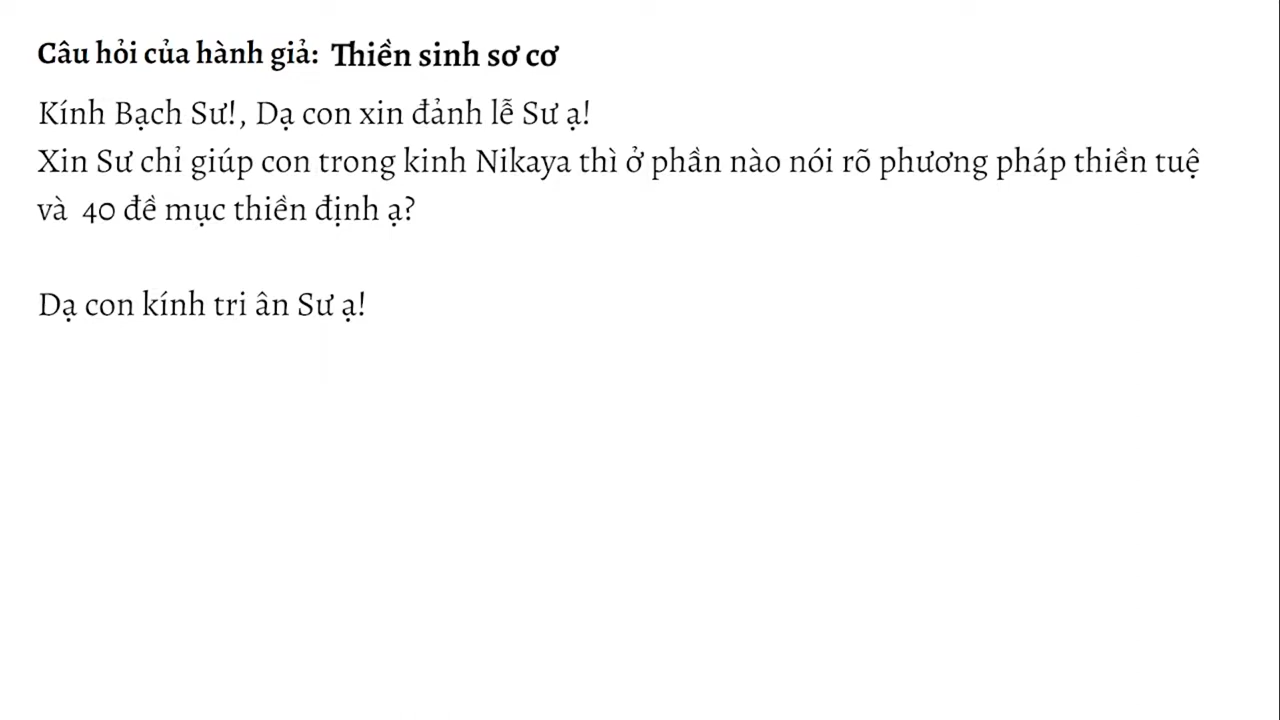 Câu hỏi của hành giả: Thiền sinh sơ cơ
Kính Bạch Sư!, Dạ con xin đảnh lễ Sư ạ!
Xin Sư chỉ giúp con trong kinh Nikaya thì ở phần nào nói rõ phương pháp thiền tuệ
và 40 đề mục thiền định ạ?
Dạ con kính tri ân Sư ạ!